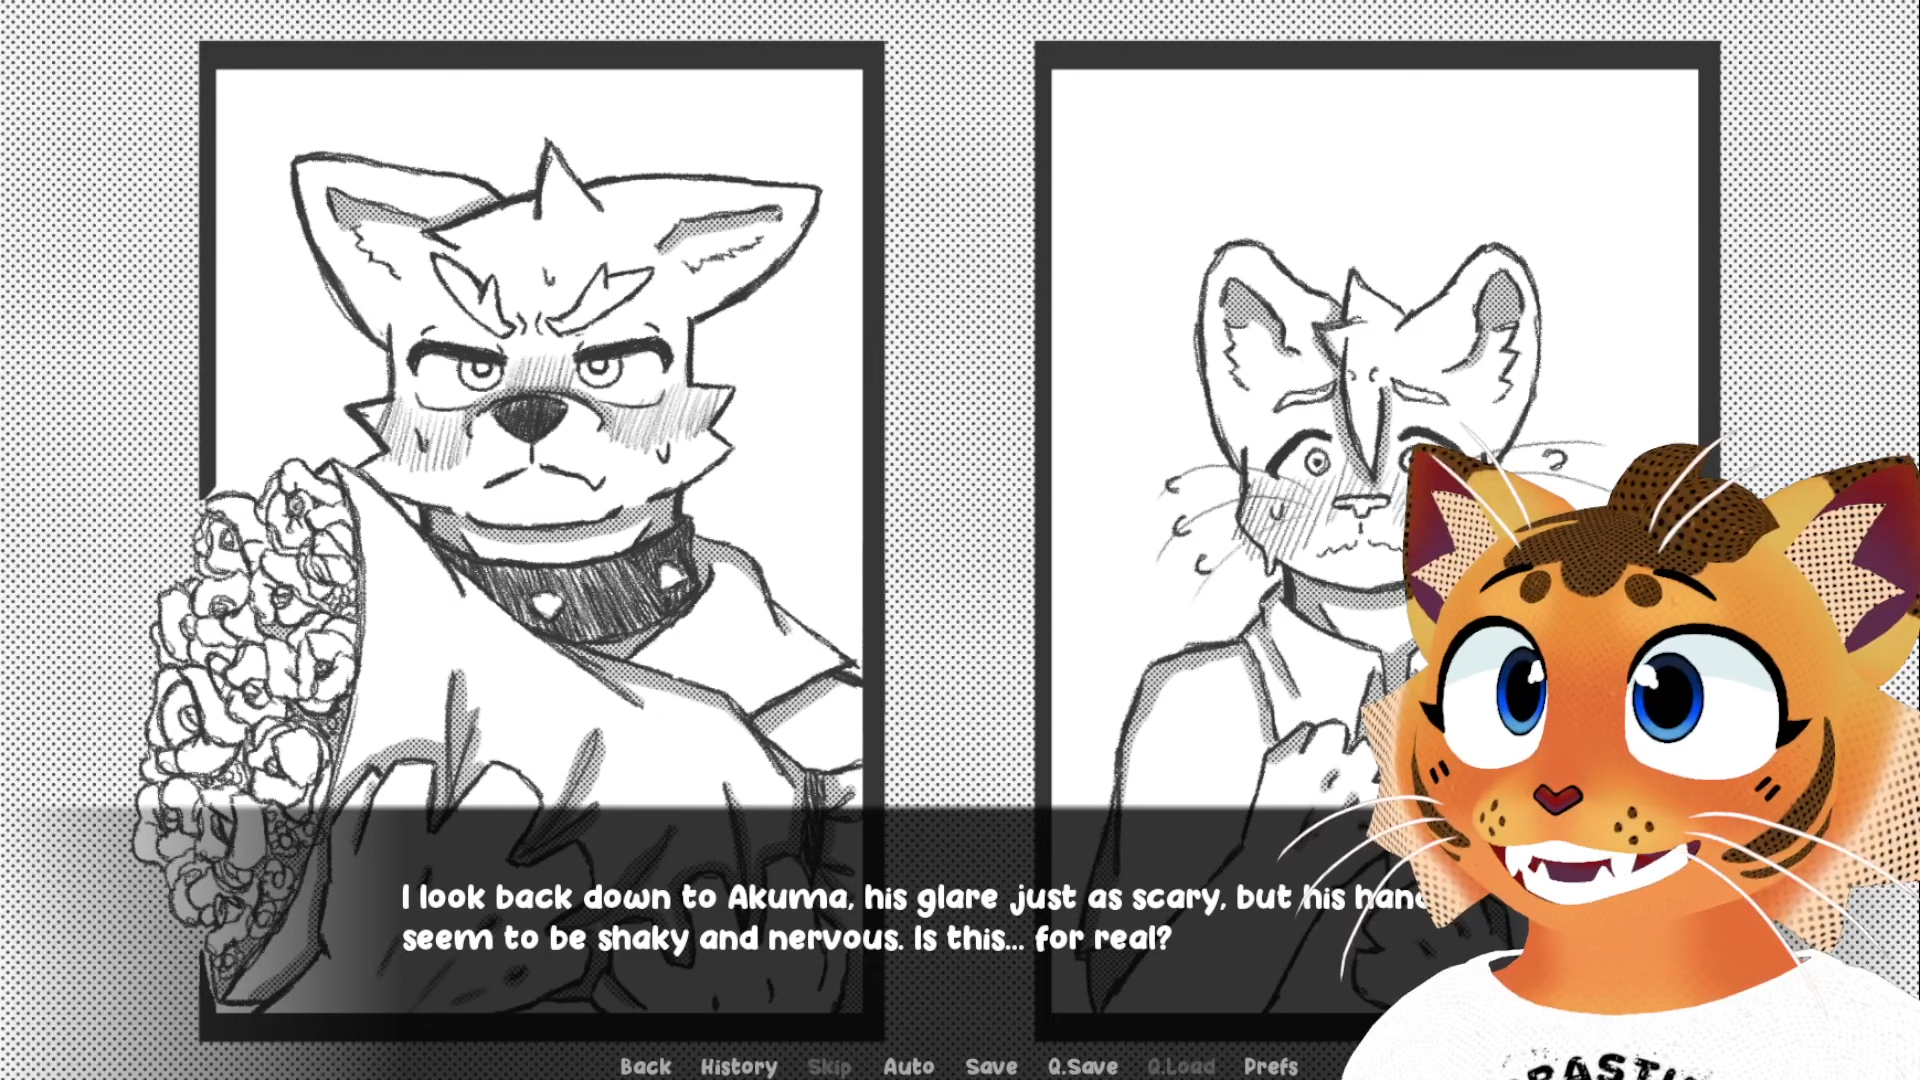 I look back down to Akuma, his glare just as scary, but his
seem to be shaky and nervous. Is this... for real?
Back History Skip Auto Save Q.Save Q.Load Prefs